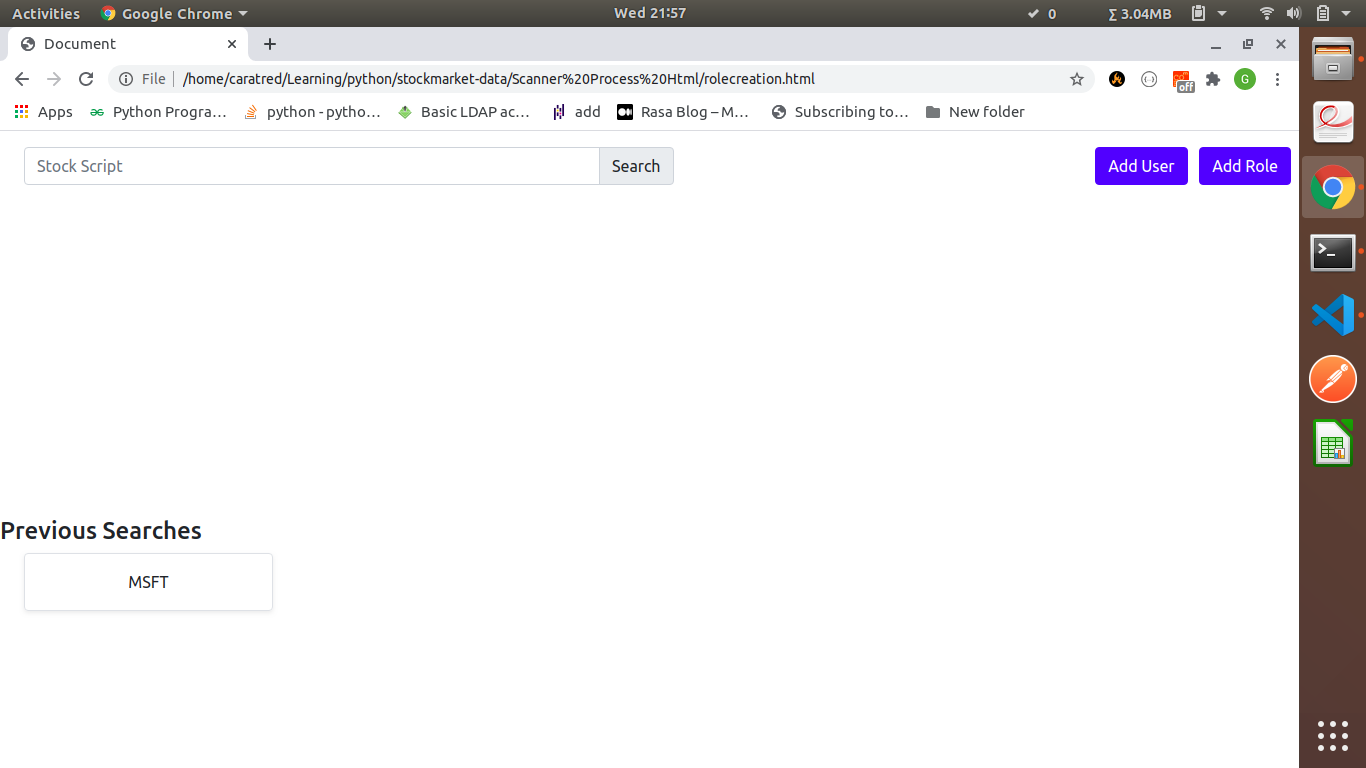 Activities Google Chrome Wed 21:57 0 ∑ 3.04MB
Document
File /home/caratred/Learning/python/stockmarket-data/Scanner%20Process%20Html/rolecreation.html off G
Apps Python Progra… python - pytho… Basic LDAP ac… add Rasa Blog – M… Subscribing to… New folder
Stock Script Search Add User Add Role
Previous Searches
MSFT